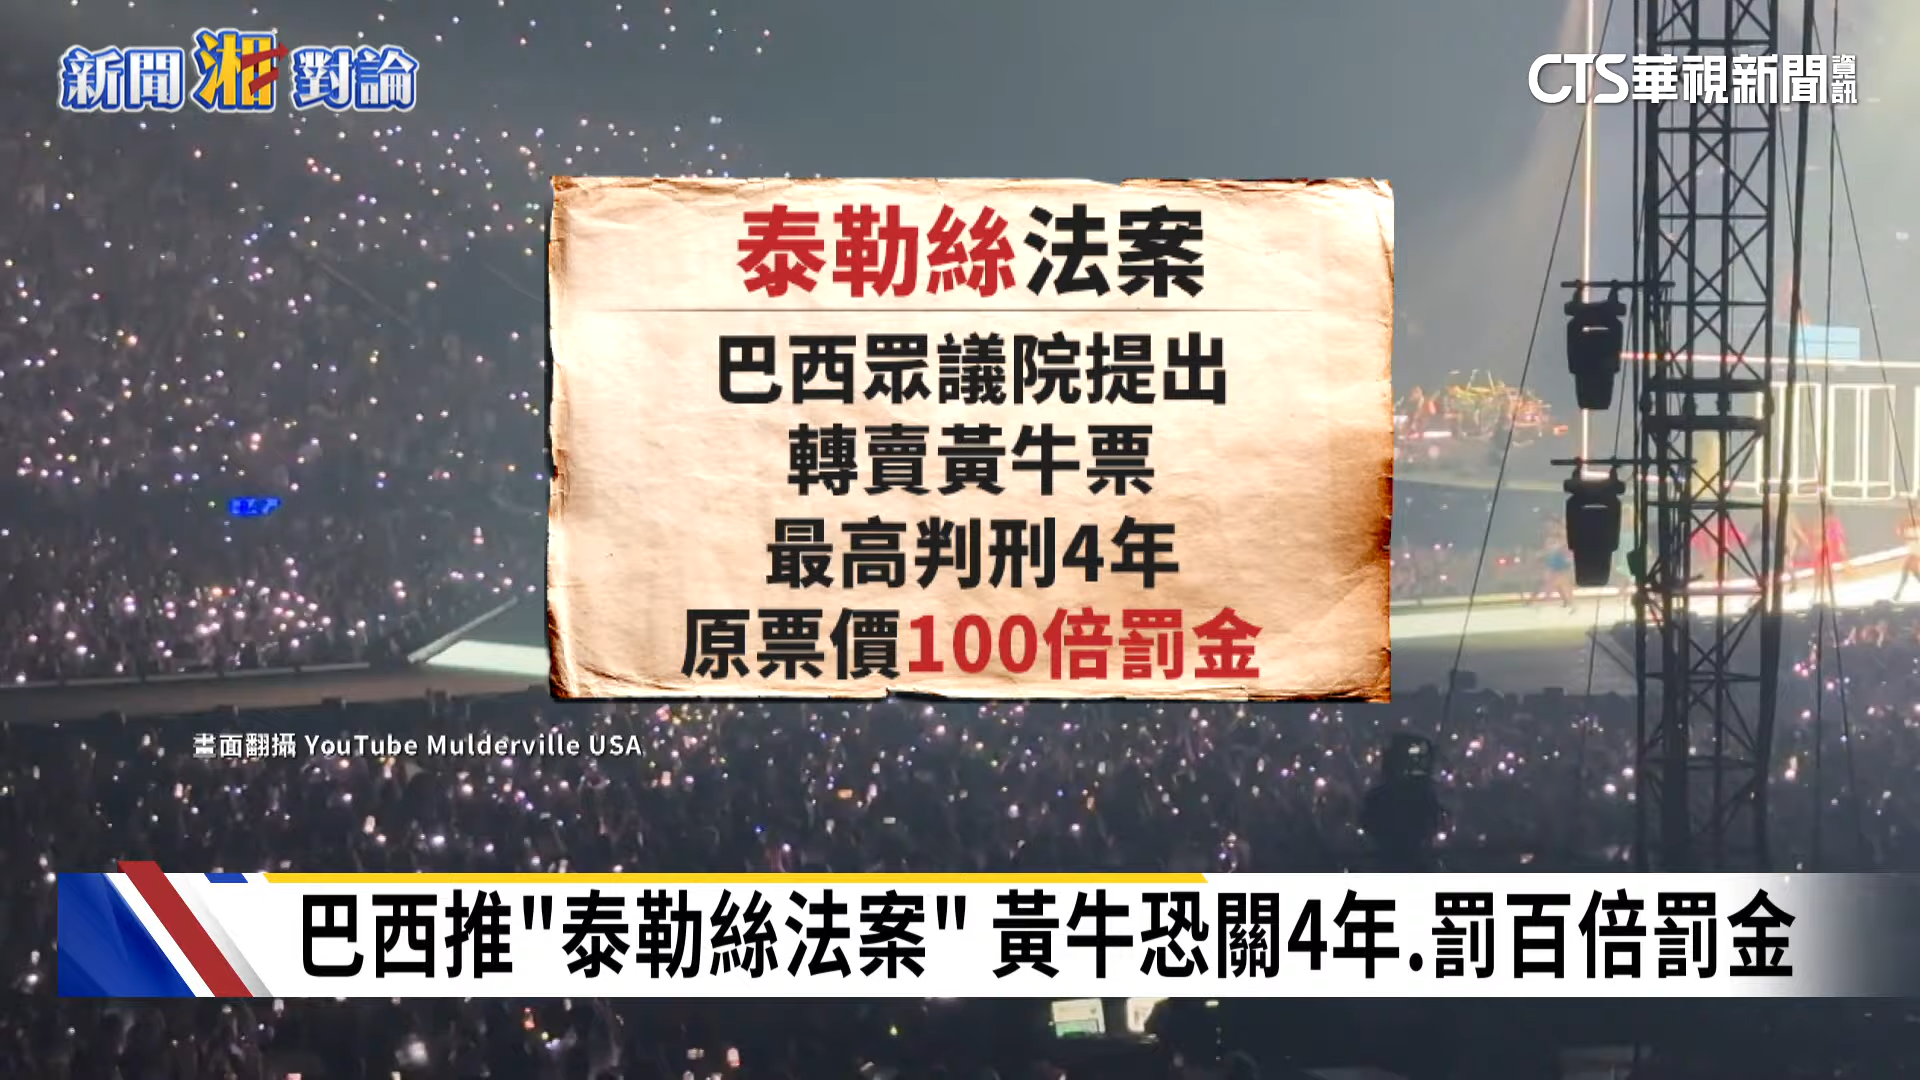 新聞湘對論
CTS華視新聞資訊
泰勒絲法案
巴西眾議院提出
轉賣黃牛票
最高判刑4年
原票價100倍罰金
畫面翻攝 YouTube Mulderville USA
巴西推"泰勒絲法案" 黃牛恐關4年.罰百倍罰金